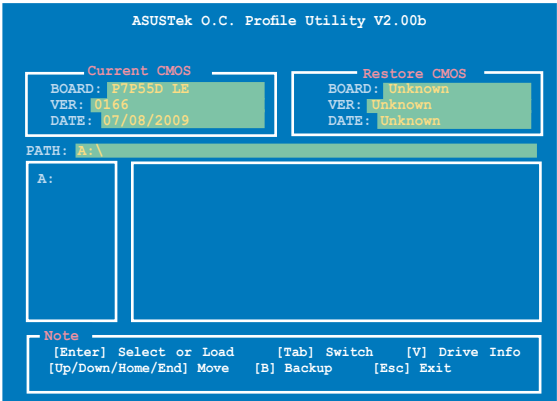 ASUSTek O.C. Profile Utility V2.00b
Current CMOS
BOARD: P7P55D LE
VER: 0166
DATE: 07/08/2009
Restore CMOS
BOARD: Unknown
VER: Unknown
DATE: Unknown
PATH: A:\
A:
Note
[Enter] Select or Load [Tab] Switch [V] Drive Info
[Up/Down/Home/End] Move [B] Backup [Esc] Exit